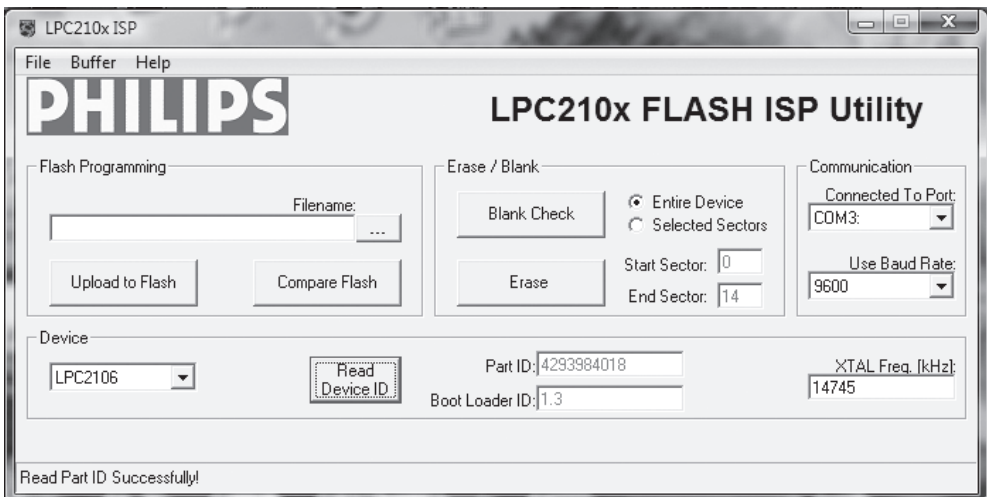 LPC210x ISP
File Buffer Help
PHILIPS
LPC210x FLASH ISP Utility
Flash Programming
Filename:
...
Upload to Flash
Compare Flash
Erase / Blank
Blank Check
Entire Device
Selected Sectors
Erase
Start Sector: 0
End Sector: 14
Communication
Connected To Port:
COM3:
Use Baud Rate:
9600
Device
LPC2106
Read
Device ID
Part ID: 4293984018
Boot Loader ID: 1.3
XTAL Freq. [kHz]:
14745
Read Part ID Successfully!